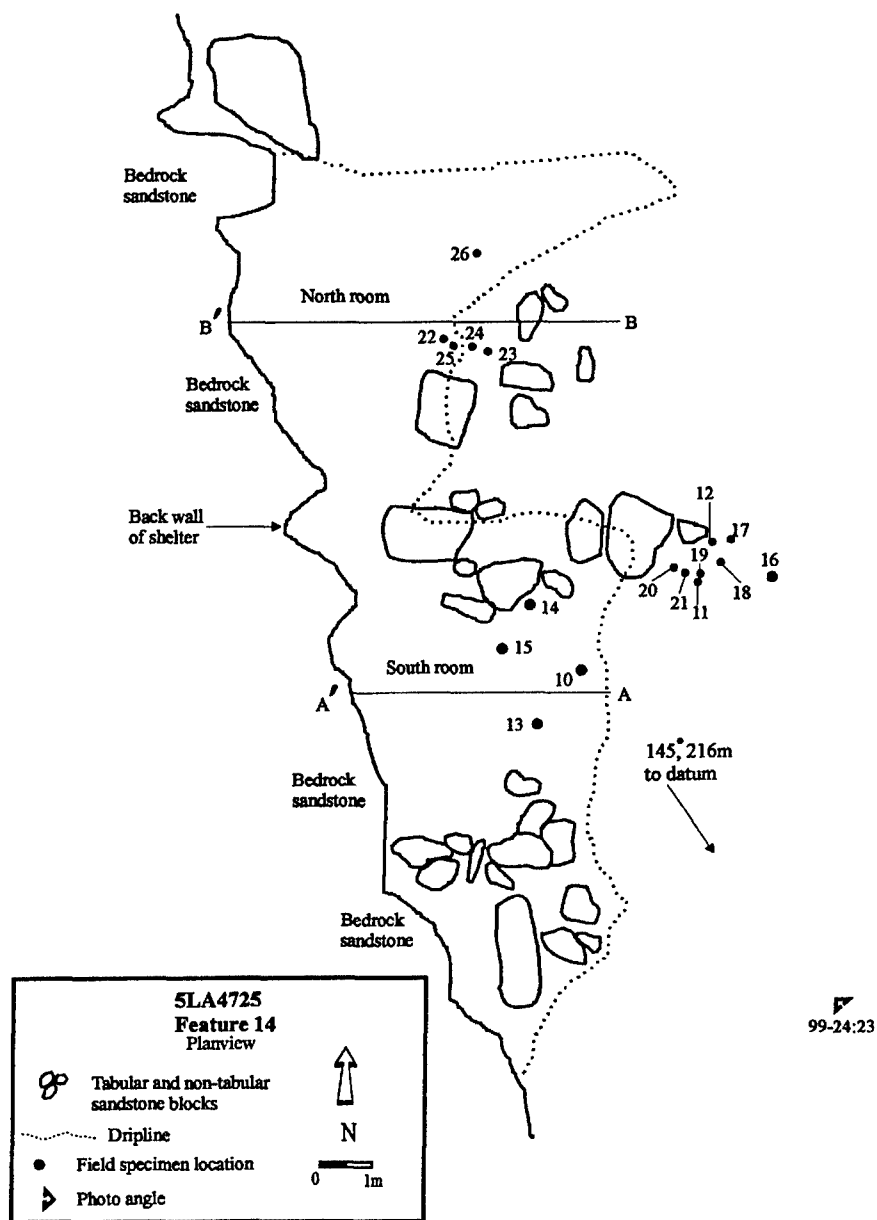 Bedrock
sandstone
26
North room
B'
B
22
24
25
23
Bedrock
sandstone
12
17
Back wall
of shelter
19
16
20
21
18
11
14
15
South room
10
A'
A
13
145, 216m
to datum
Bedrock
sandstone
Bedrock
sandstone
99-24:23
5LA4725
Feature 14
Planview
Tabular and non-tabular
sandstone blocks
Dripline
N
Field specimen location
0 1m
Photo angle